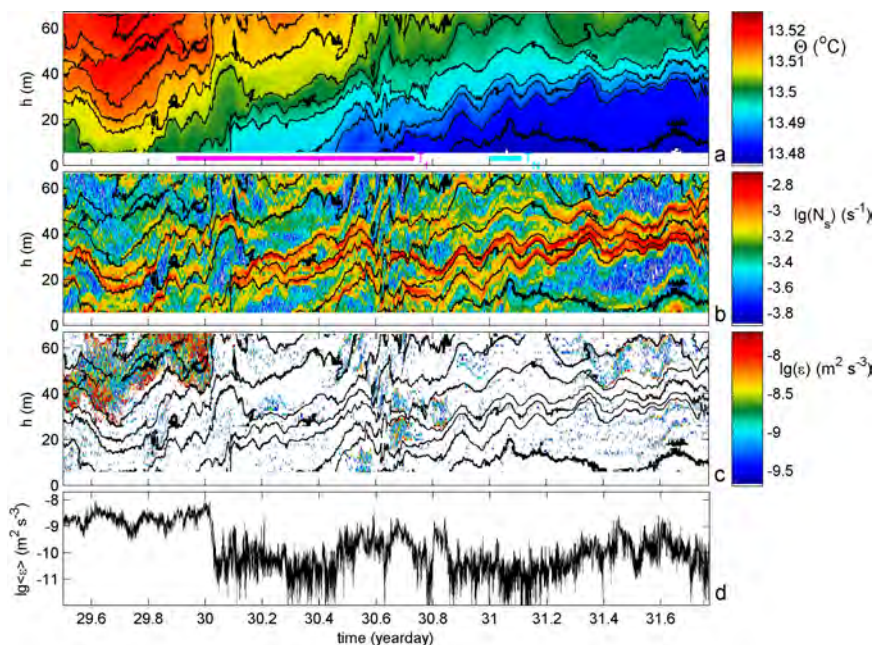 60
40
20
0
h (m)
a
13.52
13.51
13.5
13.49
13.48
Θ (°C)
60
40
20
0
h (m)
b
-2.8
-3
-3.2
-3.4
-3.6
-3.8
lg(Nₛ) (s⁻¹)
60
40
20
0
h (m)
c
-8
-8.5
-9
-9.5
lg(ε) (m² s⁻³)
-8
-9
-10
-11
lg<ε> (m² s⁻³)
d
29.6 29.8 30 30.2 30.4 30.6 30.8 31 31.2 31.4 31.6
time (yearday)